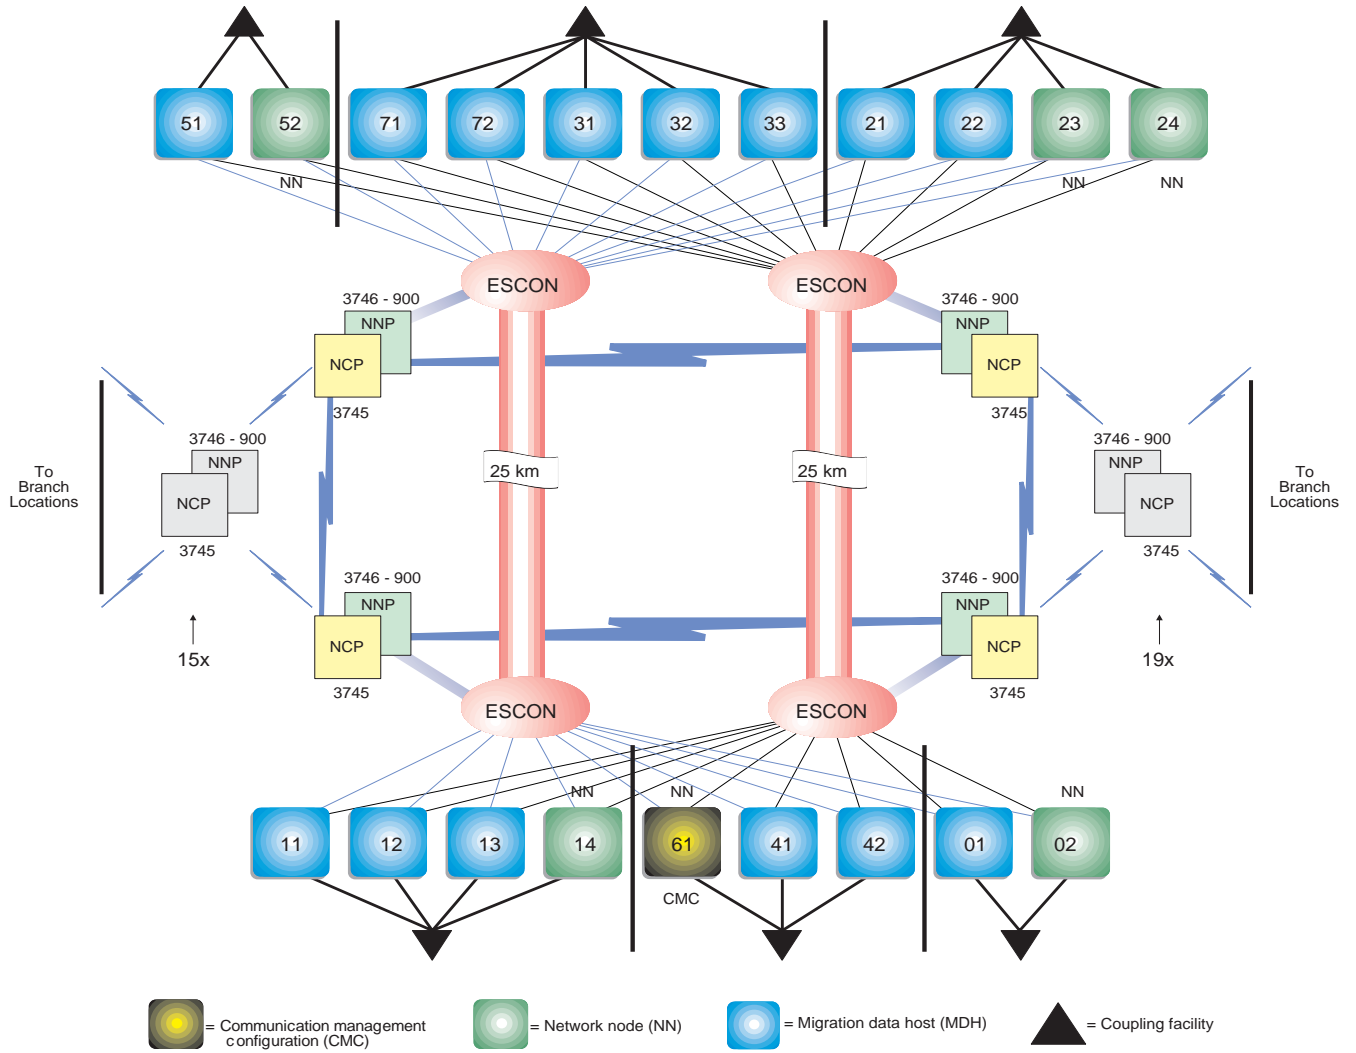 51
52
71
72
31
32
33
21
22
23
24
NN
NN
NN
ESCON
ESCON
3746 - 900
NNP
NCP
3745
3746 - 900
NNP
NCP
3745
To
Branch
Locations
3746 - 900
NNP
NCP
3745
15x
25 km
25 km
3746 - 900
NNP
NCP
3745
19x
To
Branch
Locations
3746 - 900
NNP
NCP
3745
3746 - 900
NNP
NCP
3745
ESCON
ESCON
NN
NN
NN
11
12
13
14
61
41
42
01
02
CMC
= Communication management
configuration (CMC)
= Network node (NN)
= Migration data host (MDH)
= Coupling facility